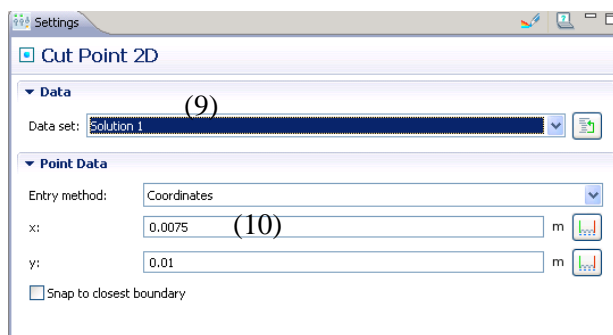 Settings
Cut Point 2D
Data
(9)
Data set: Solution 1
Point Data
Entry method: Coordinates
x: 0.0075 (10) m
y: 0.01 m
Snap to closest boundary